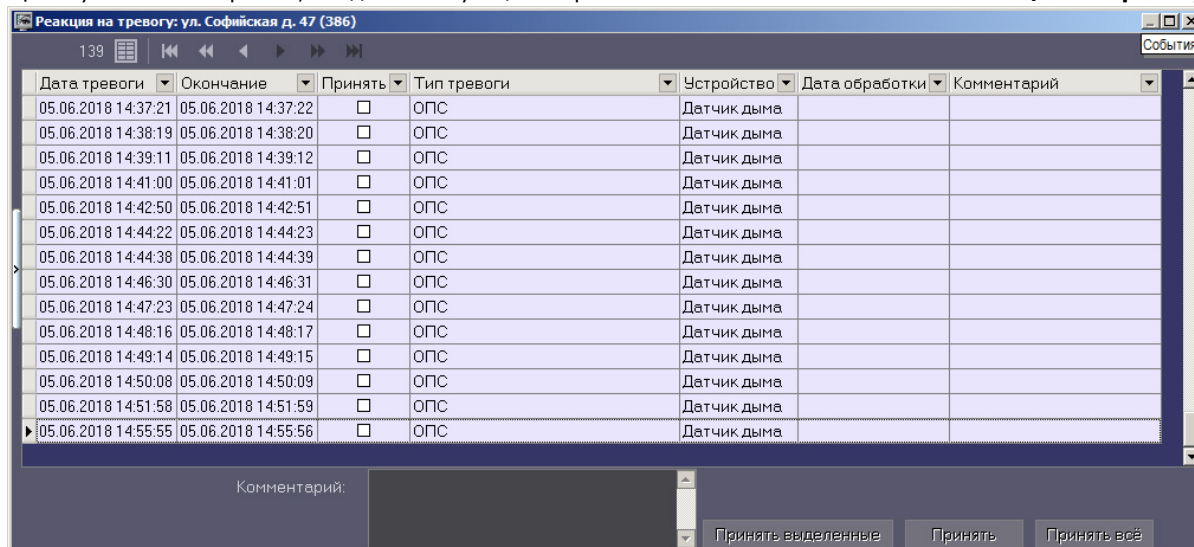 Реакция на тревогу: ул. Софийская д. 47 (386)
139
События
Дата тревоги Окончание Принять Тип тревоги Устройство Дата обработки Комментарий
05.06.2018 14:37:21 05.06.2018 14:37:22 ОПС Датчик дыма
05.06.2018 14:38:19 05.06.2018 14:38:20 ОПС Датчик дыма
05.06.2018 14:39:11 05.06.2018 14:39:12 ОПС Датчик дыма
05.06.2018 14:41:00 05.06.2018 14:41:01 ОПС Датчик дыма
05.06.2018 14:42:50 05.06.2018 14:42:51 ОПС Датчик дыма
05.06.2018 14:44:22 05.06.2018 14:44:23 ОПС Датчик дыма
05.06.2018 14:44:38 05.06.2018 14:44:39 ОПС Датчик дыма
05.06.2018 14:46:30 05.06.2018 14:46:31 ОПС Датчик дыма
05.06.2018 14:47:23 05.06.2018 14:47:24 ОПС Датчик дыма
05.06.2018 14:48:16 05.06.2018 14:48:17 ОПС Датчик дыма
05.06.2018 14:49:14 05.06.2018 14:49:15 ОПС Датчик дыма
05.06.2018 14:50:08 05.06.2018 14:50:09 ОПС Датчик дыма
05.06.2018 14:51:58 05.06.2018 14:51:59 ОПС Датчик дыма
05.06.2018 14:55:55 05.06.2018 14:55:56 ОПС Датчик дыма
Комментарий:
Принять выделенные Принять Принять всё